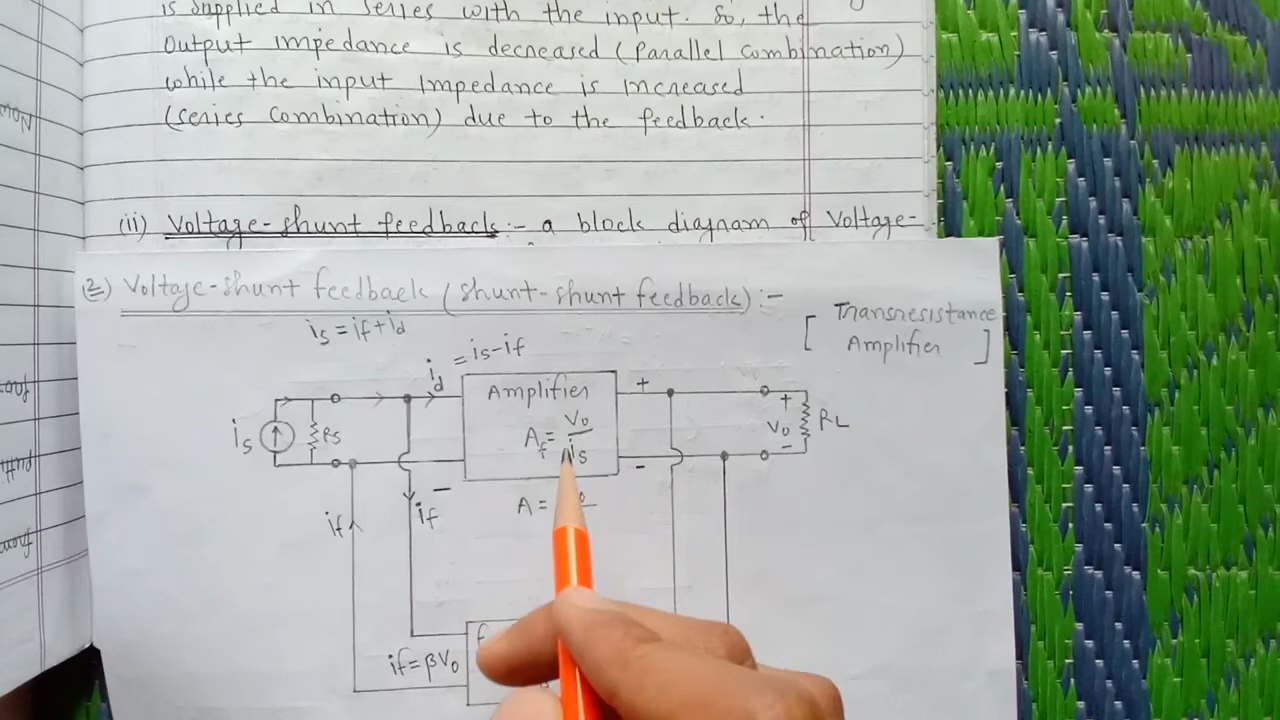 is supplied in series with the input. So, the
output impedance is decreased (parallel combination)
while the input impedance is increased
(series combination) due to the feedback.
(ii) Voltage-shunt feedback:- a block diagram of Voltage-
2) Voltage-shunt feedback (shunt-shunt feedback):-
[ Transresistance
Amplifier ]
is = if + id
id = is - if
Amplifier
Af = Vo
is
+
-
+
Vo
-
RL
is
Rs
A =
if
if
if = βVo